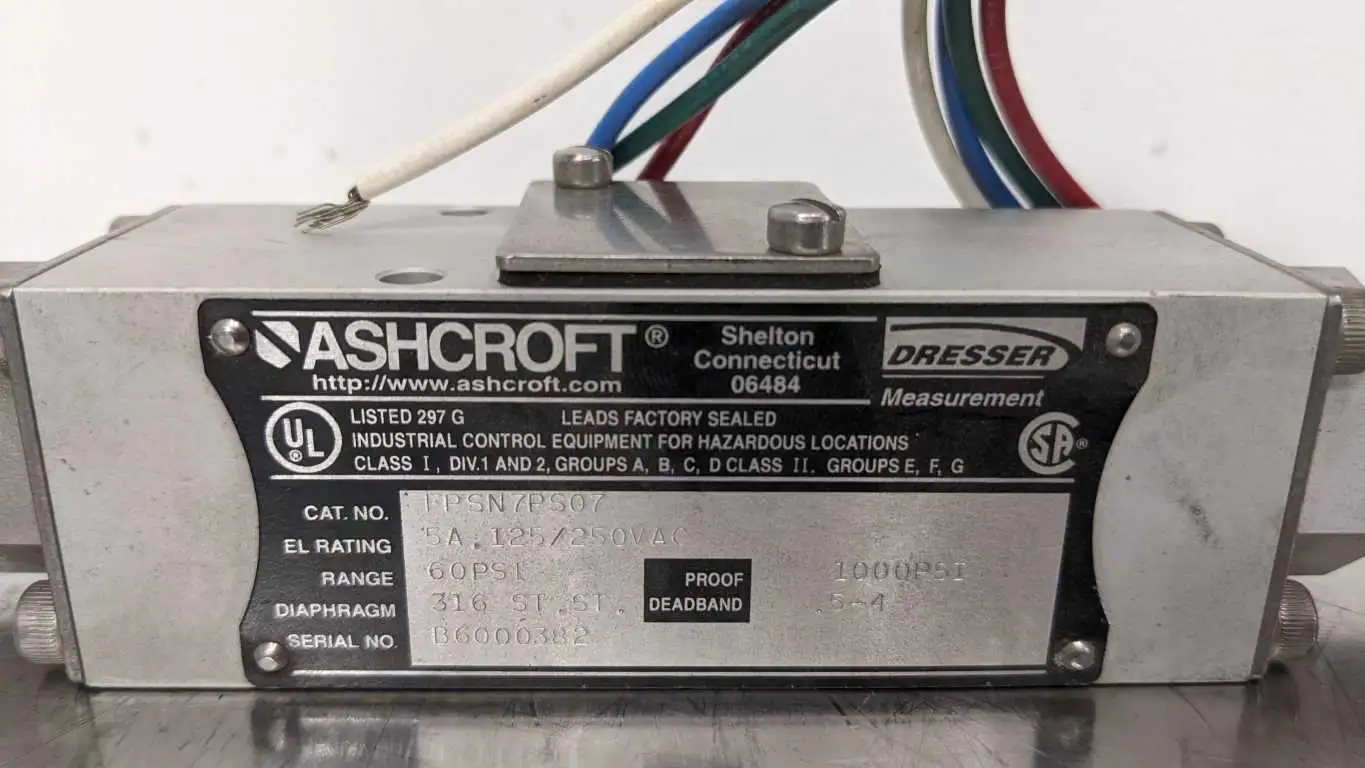 ASHCROFT ®
http://www.ashcroft.com
Shelton
Connecticut
06484
DRESSER
Measurement
UL ®
LISTED 297 G LEADS FACTORY SEALED
INDUSTRIAL CONTROL EQUIPMENT FOR HAZARDOUS LOCATIONS
CLASS I, DIV.1 AND 2, GROUPS A, B, C, D CLASS II. GROUPS E, F, G
SA ®
CAT. NO. FPSN7PS07
EL RATING 5A.125/250VAC
RANGE 60PSI PROOF 1000PSI
DIAPHRAGM 316 ST.ST. DEADBAND .5-4
SERIAL NO. B6000382